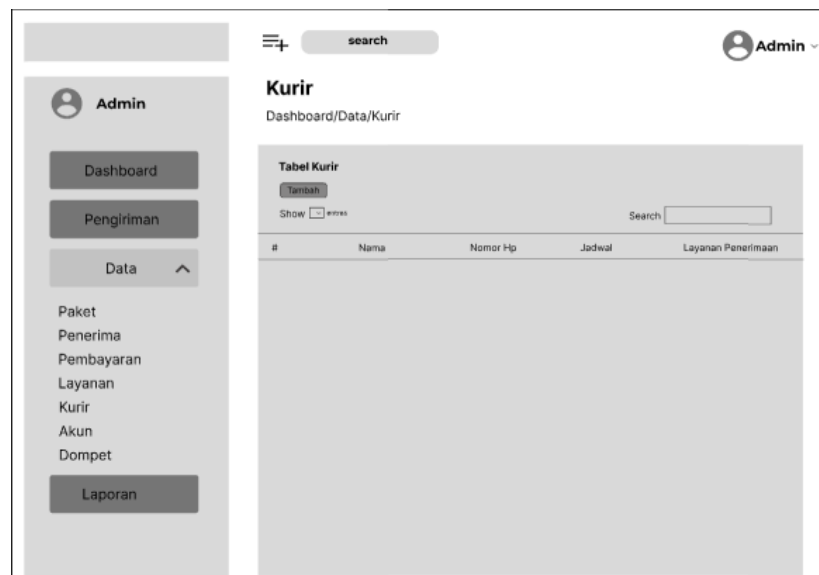 search
Admin
Admin
Dashboard
Pengiriman
Data
Paket
Penerima
Pembayaran
Layanan
Kurir
Akun
Dompet
Laporan
Kurir
Dashboard/Data/Kurir
Tabel Kurir
Tambah
Show
Search
# Nama Nomor Hp Jadwal Layanan Penerimaan